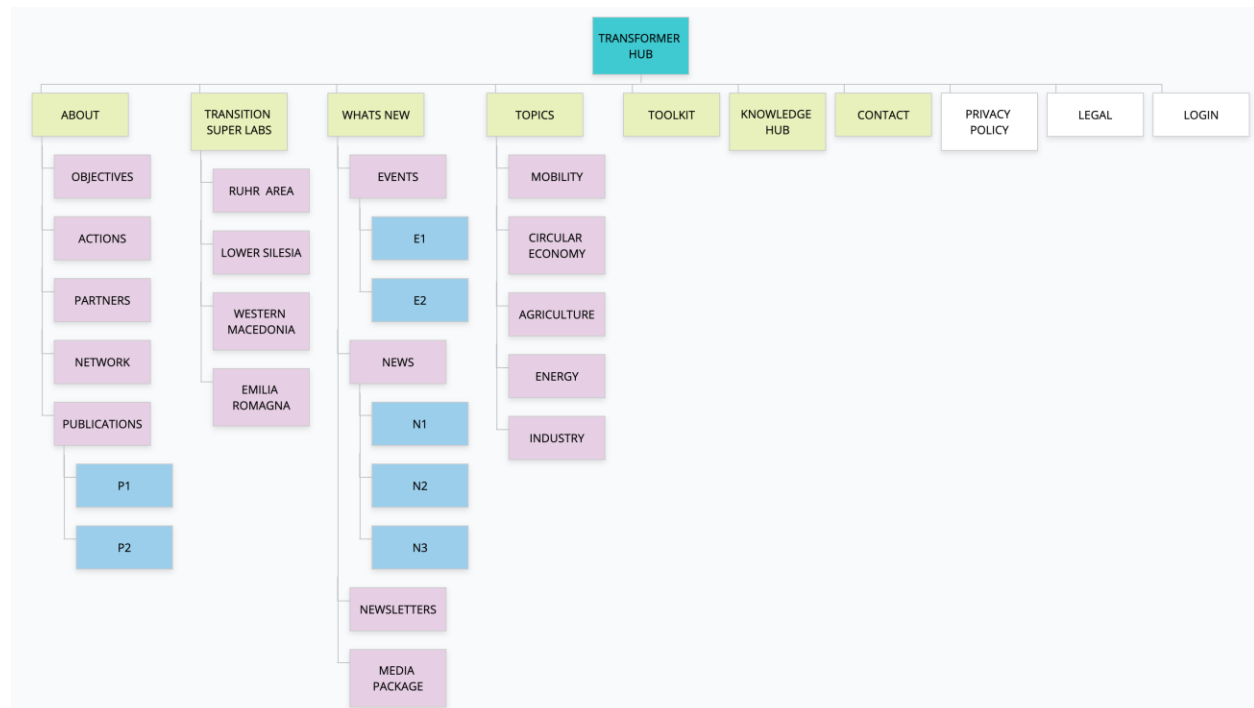 TRANSFORMER
HUB
ABOUT
TRANSITION
SUPER LABS
WHATS NEW
TOPICS
TOOLKIT
KNOWLEDGE
HUB
CONTACT
PRIVACY
POLICY
LEGAL
LOGIN
OBJECTIVES
ACTIONS
PARTNERS
NETWORK
PUBLICATIONS
P1
P2
RUHR AREA
LOWER SILESIA
WESTERN
MACEDONIA
EMILIA
ROMAGNA
EVENTS
E1
E2
NEWS
N1
N2
N3
NEWSLETTERS
MEDIA
PACKAGE
MOBILITY
CIRCULAR
ECONOMY
AGRICULTURE
ENERGY
INDUSTRY